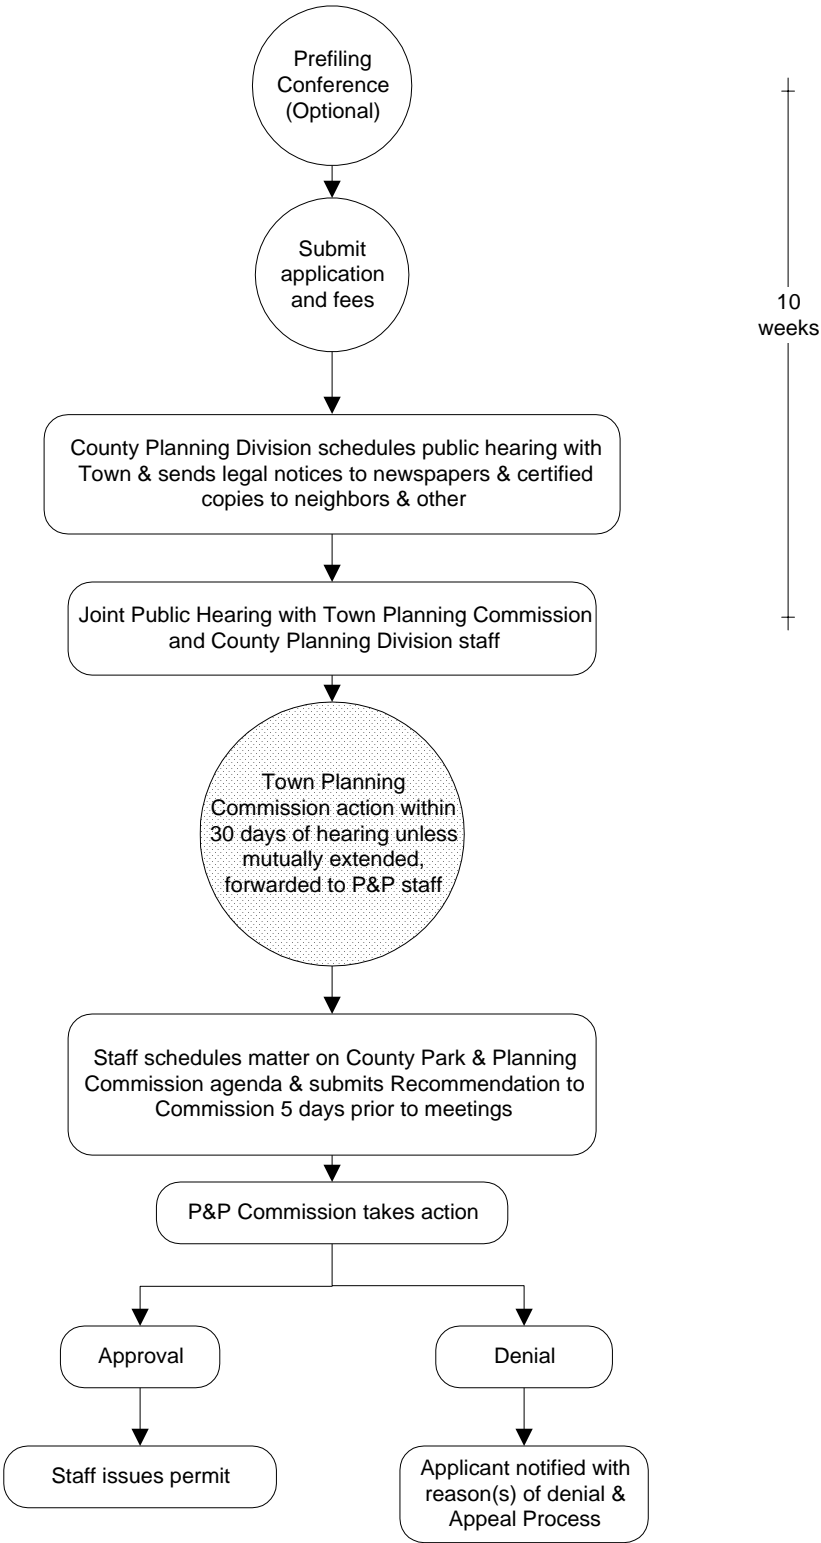 Prefiling
Conference
(Optional)
Submit
application
and fees
10
weeks
County Planning Division schedules public hearing with
Town & sends legal notices to newspapers & certified
copies to neighbors & other
Joint Public Hearing with Town Planning Commission
and County Planning Division staff
Town Planning
Commission action within
30 days of hearing unless
mutually extended,
forwarded to P&P staff
Staff schedules matter on County Park & Planning
Commission agenda & submits Recommendation to
Commission 5 days prior to meetings
P&P Commission takes action
Approval
Denial
Staff issues permit
Applicant notified with
reason(s) of denial &
Appeal Process